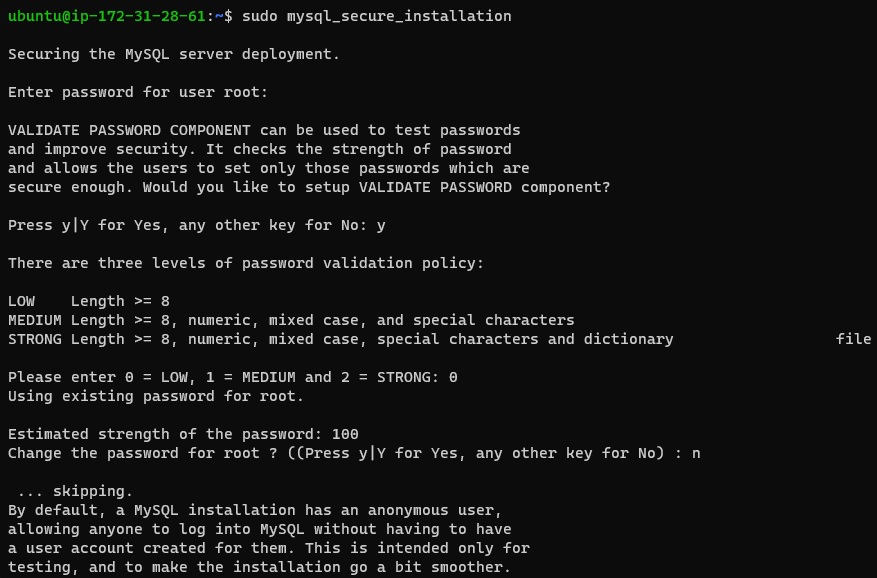 ubuntu@ip-172-31-28-61:~$ sudo mysql_secure_installation
Securing the MySQL server deployment.
Enter password for user root:
VALIDATE PASSWORD COMPONENT can be used to test passwords
and improve security. It checks the strength of password
and allows the users to set only those passwords which are
secure enough. Would you like to setup VALIDATE PASSWORD component?
Press y|Y for Yes, any other key for No: y
There are three levels of password validation policy:
LOW    Length >= 8
MEDIUM Length >= 8, numeric, mixed case, and special characters
STRONG Length >= 8, numeric, mixed case, special characters and dictionary                  file
Please enter 0 = LOW, 1 = MEDIUM and 2 = STRONG: 0
Using existing password for root.
Estimated strength of the password: 100
Change the password for root ? ((Press y|Y for Yes, any other key for No) : n
 ... skipping.
By default, a MySQL installation has an anonymous user,
allowing anyone to log into MySQL without having to have
a user account created for them. This is intended only for
testing, and to make the installation go a bit smoother.